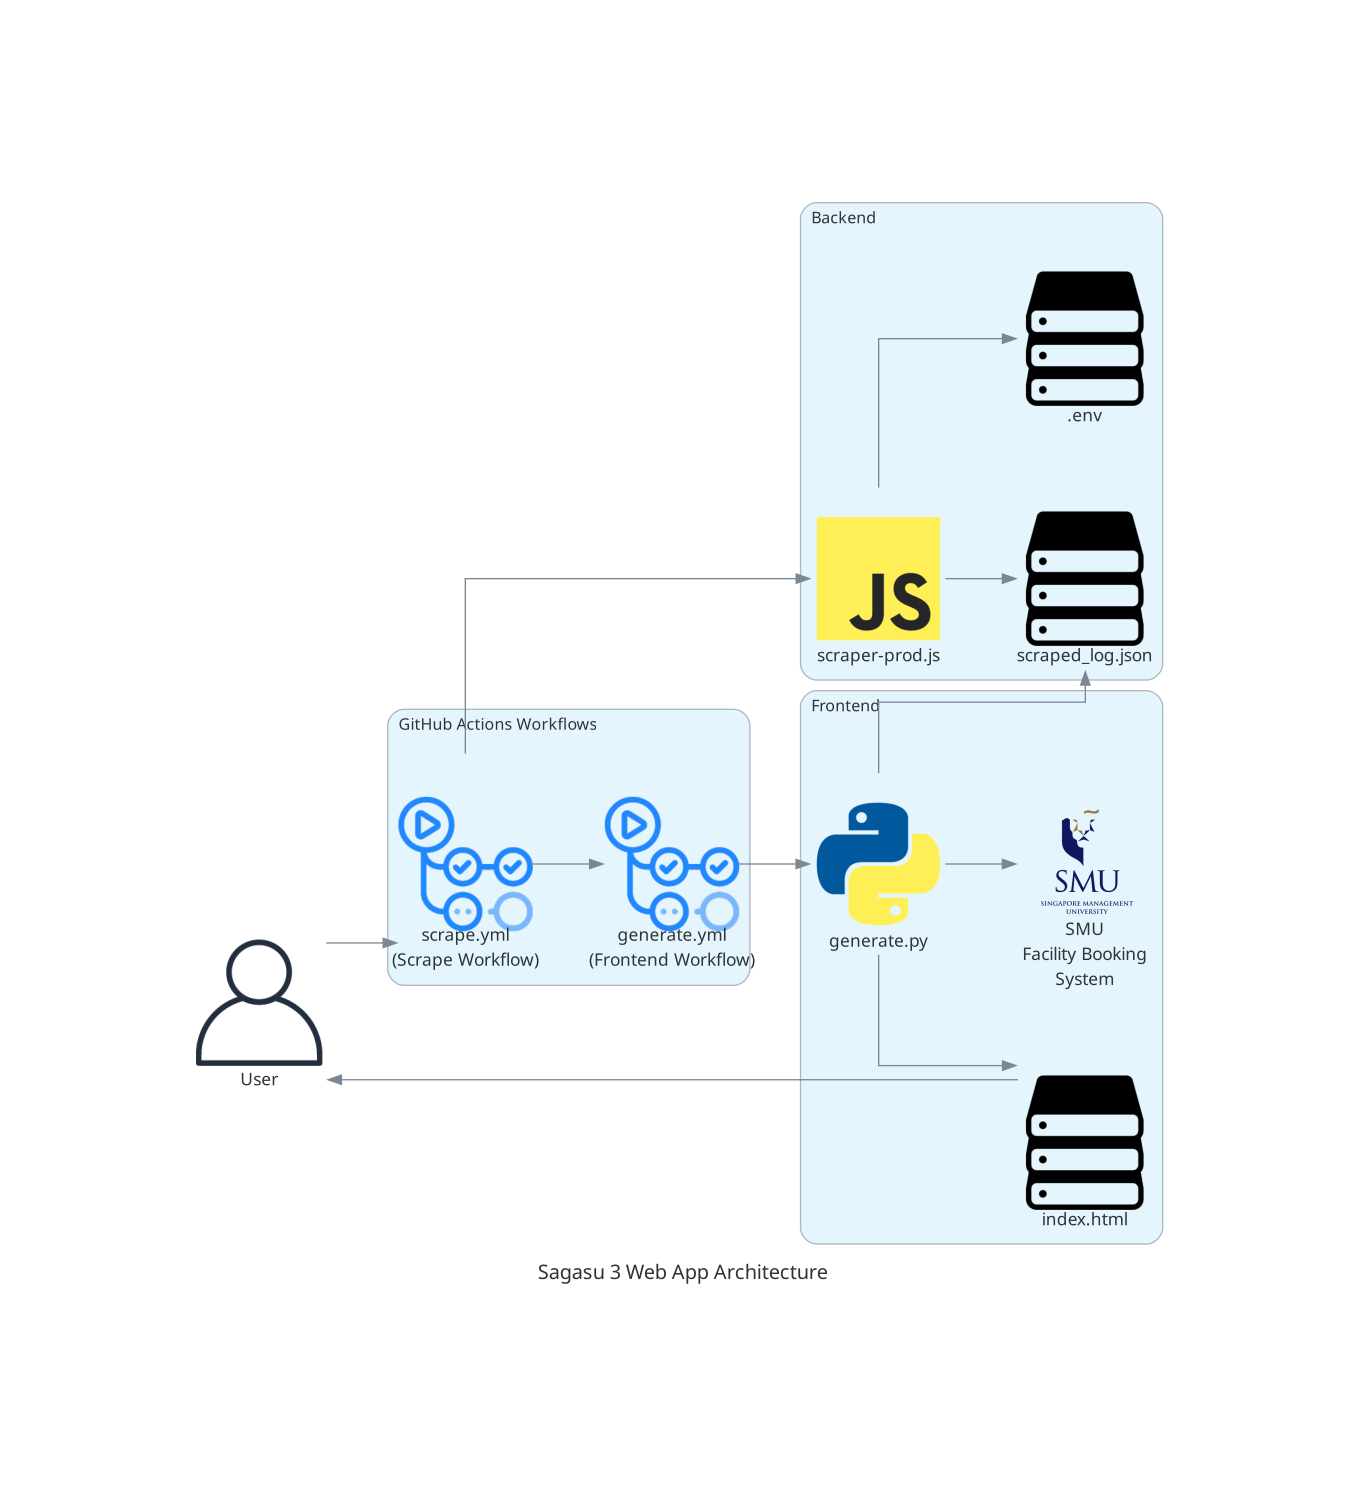 Backend
.env
JS
scraper-prod.js
scraped_log.json
Frontend
GitHub Actions Workflows
scrape.yml
(Scrape Workflow)
generate.yml
(Frontend Workflow)
generate.py
SMU
SINGAPORE MANAGEMENT
UNIVERSITY
SMU
Facility Booking
System
User
index.html
Sagasu 3 Web App Architecture